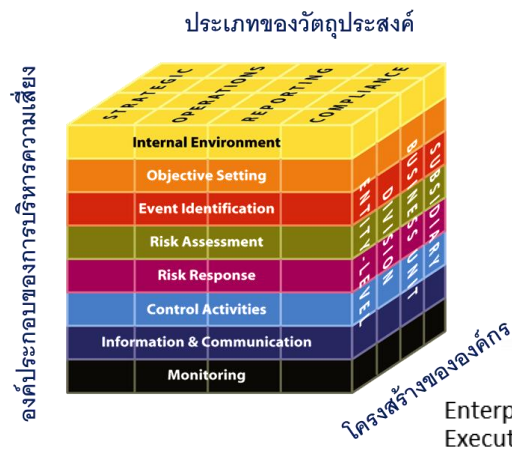 ประเภทของวัตถุประสงค์
องค์ประกอบของการบริหารความเสี่ยง
STRATEGIC
OPERATIONS
REPORTING
COMPLIANCE
Internal Environment
Objective Setting
Event Identification
Risk Assessment
Risk Response
Control Activities
Information & Communication
Monitoring
ENTITY-LEVEL
DIVISION
BUSINESS UNIT
SUBSIDIARY
โครงสร้างขององค์กร
Enterp
Execut